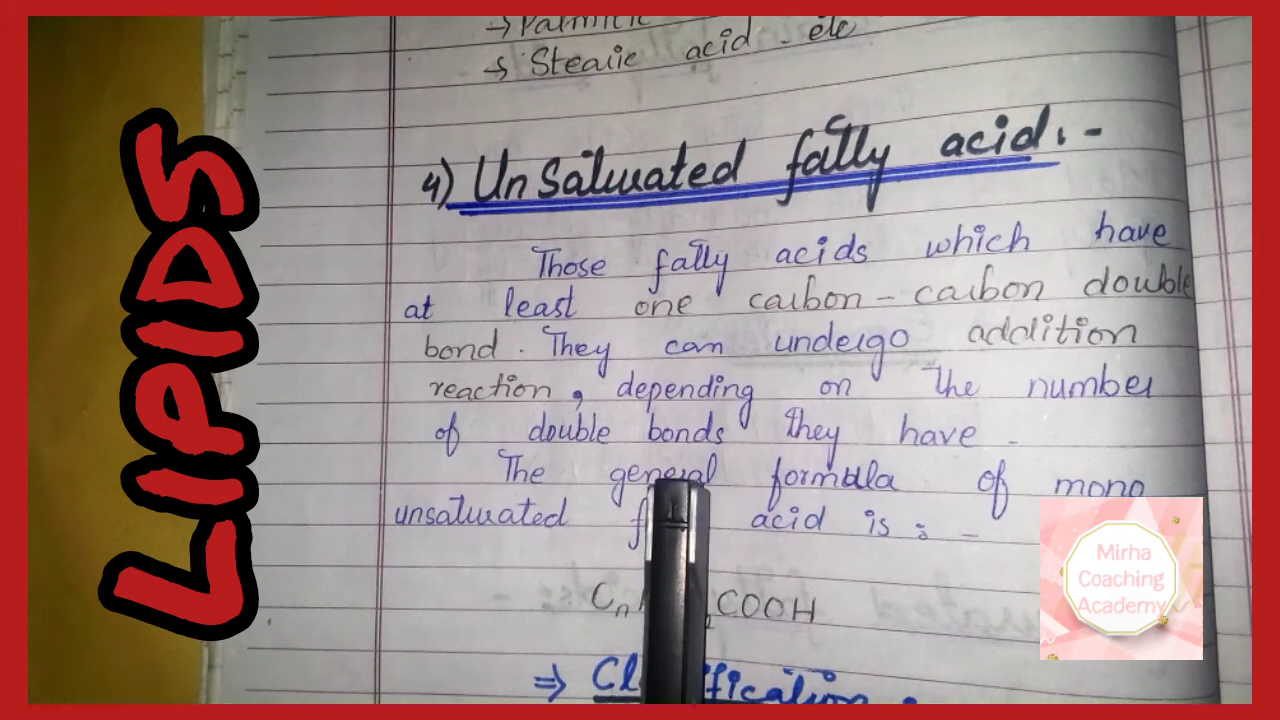 LIPIDS
→ Palmitic
→ Stearic acid - etc
4) Unsaturated fatty acid :-
Those fatty acids which have
at least one carbon - carbon double
bond . They can undergo addition
reaction , depending on the number
of double bonds they have -
The general formula of mono
unsaturated acid is : -
Cn COOH
⇒
Mirha
Coaching
Academy